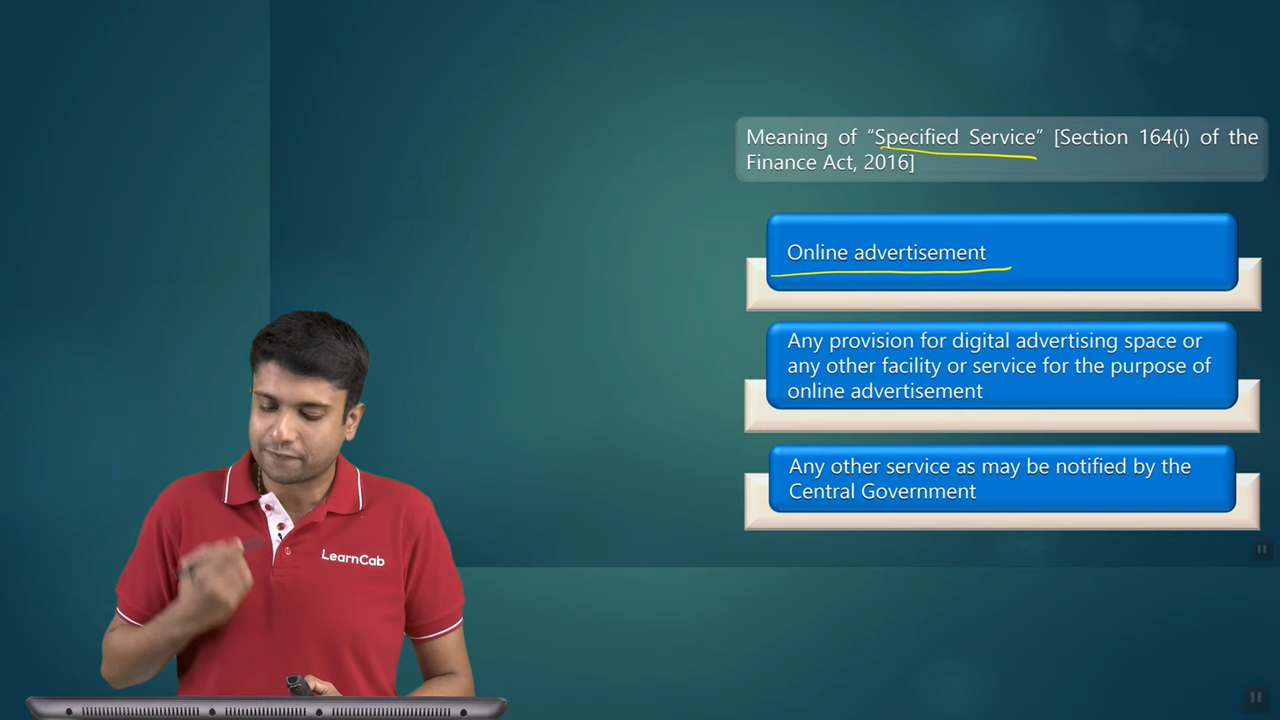 Meaning of “Specified Service” [Section 164(i) of the
Finance Act, 2016]
Online advertisement
Any provision for digital advertising space or
any other facility or service for the purpose of
online advertisement
Any other service as may be notified by the
Central Government
LearnCab